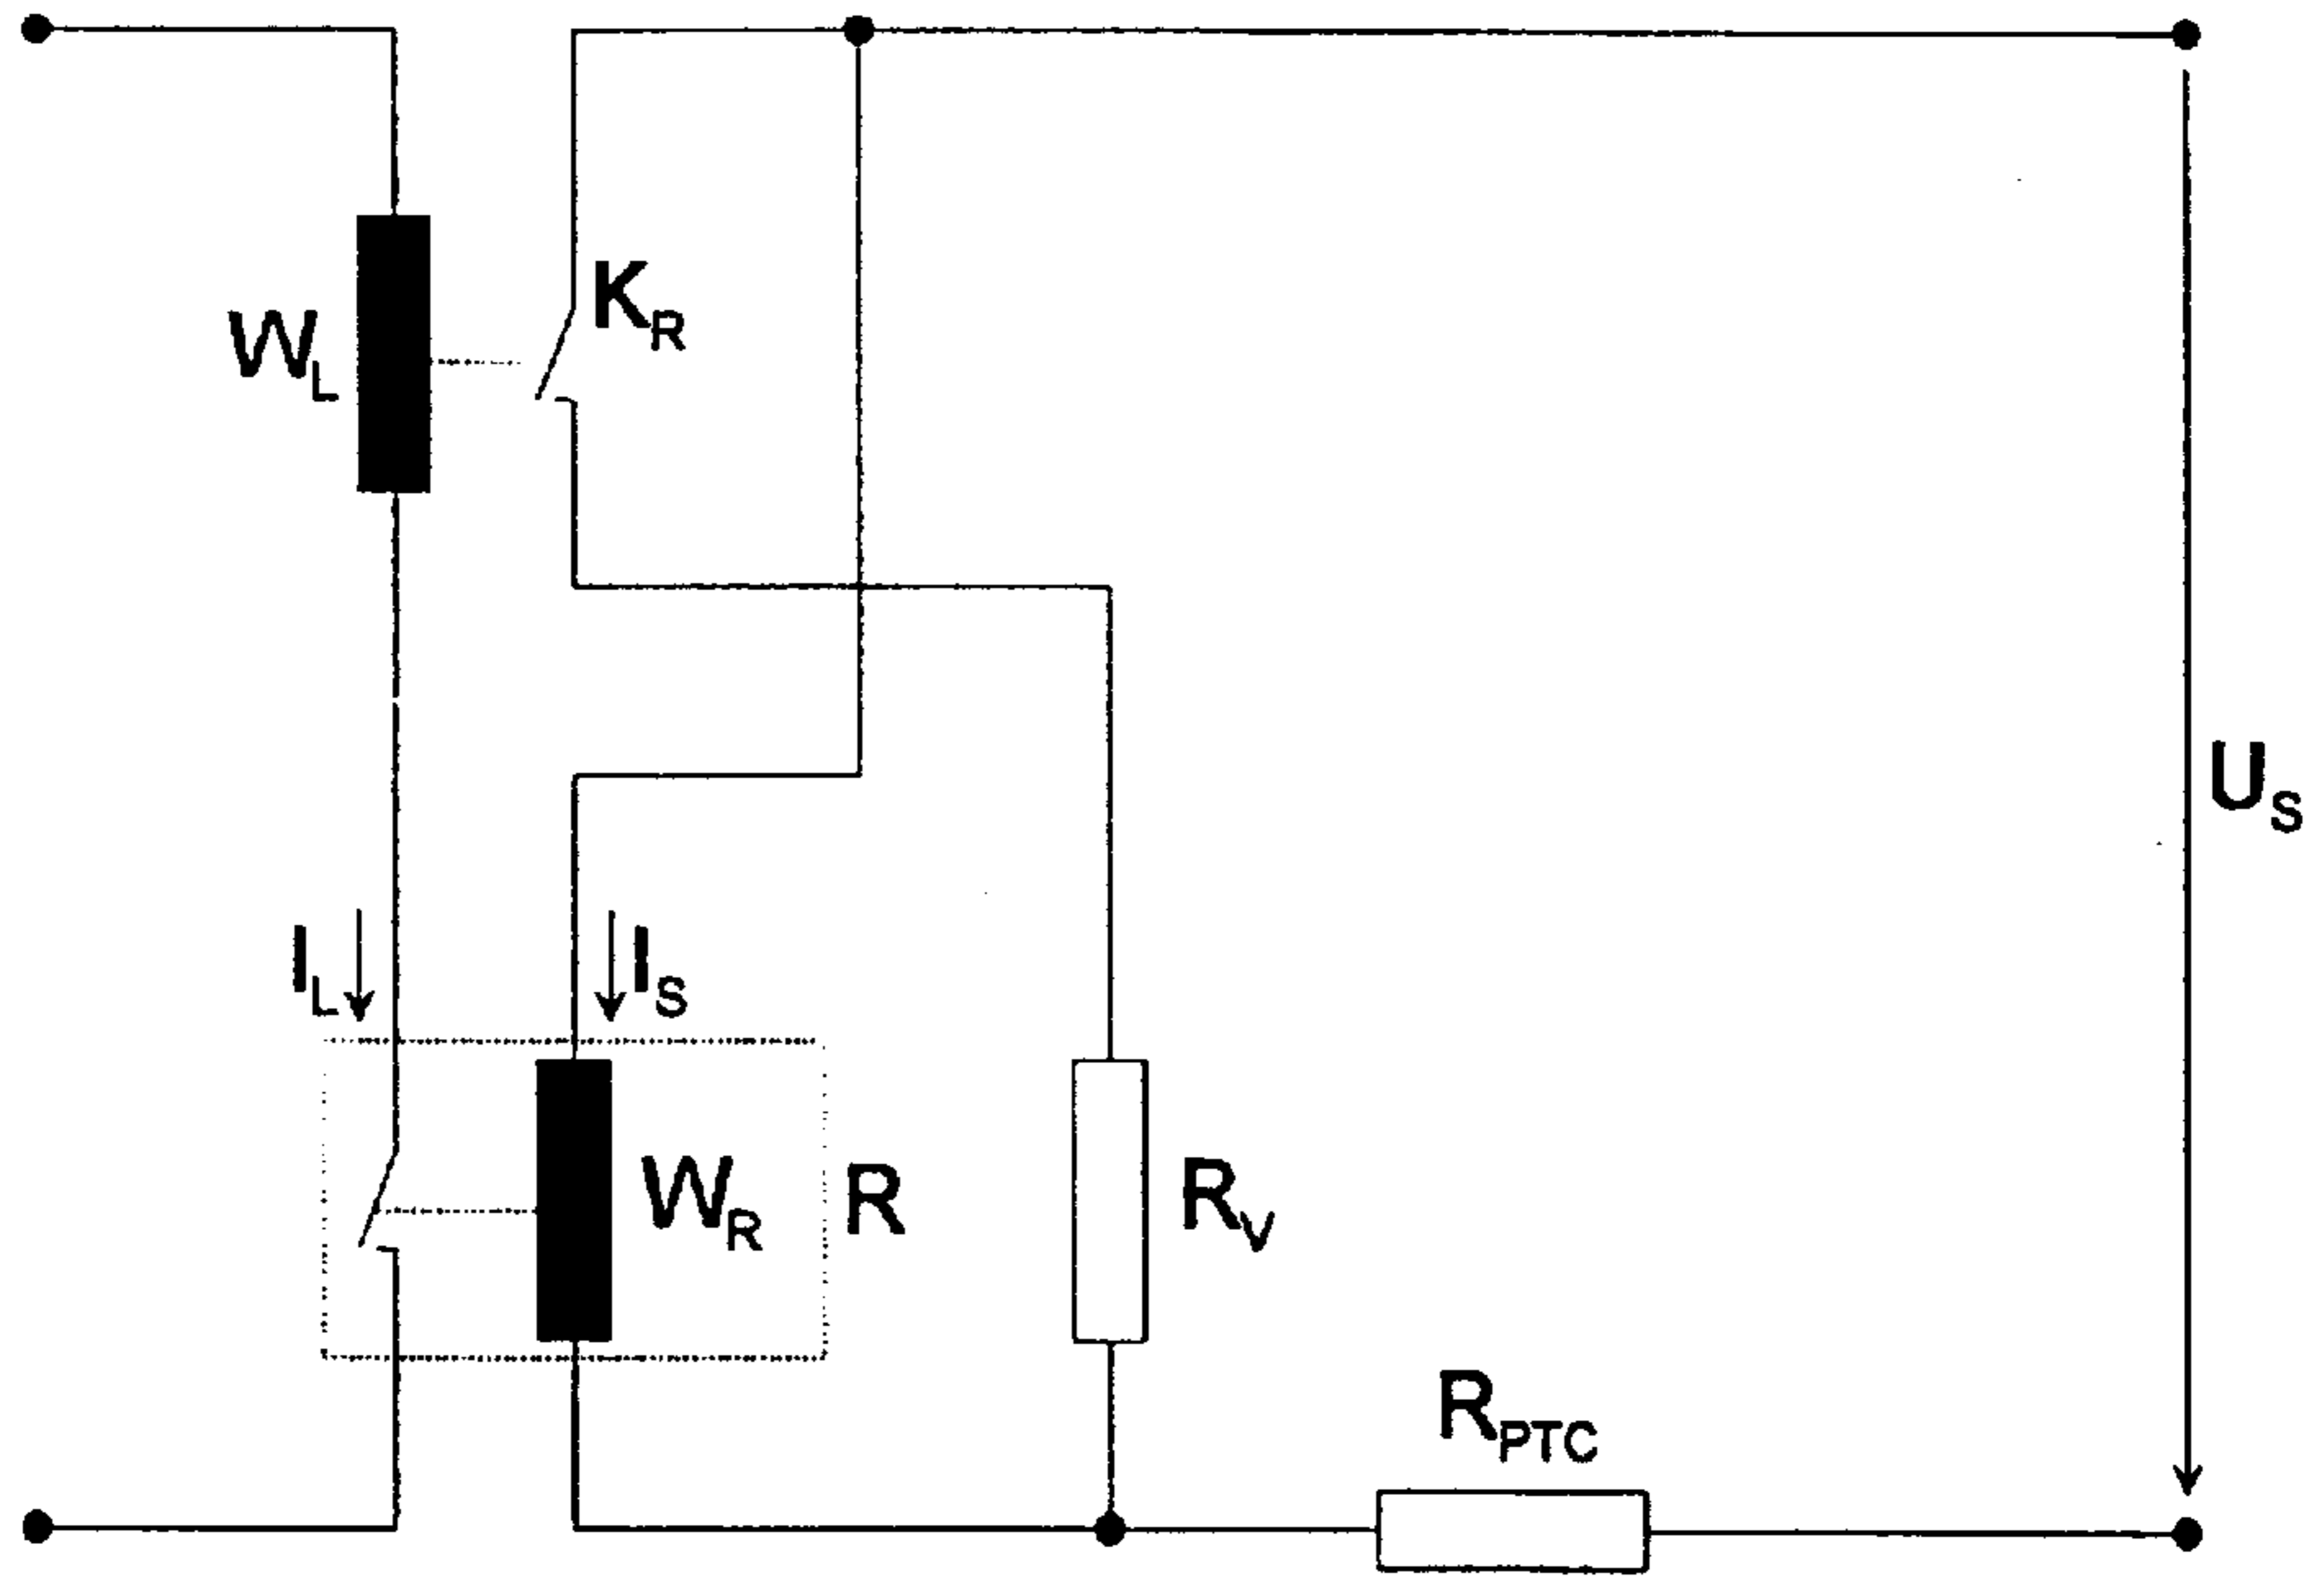 K_R
W_L
U_S
I_L
I_S
W_R
R
R_V
R_PTC